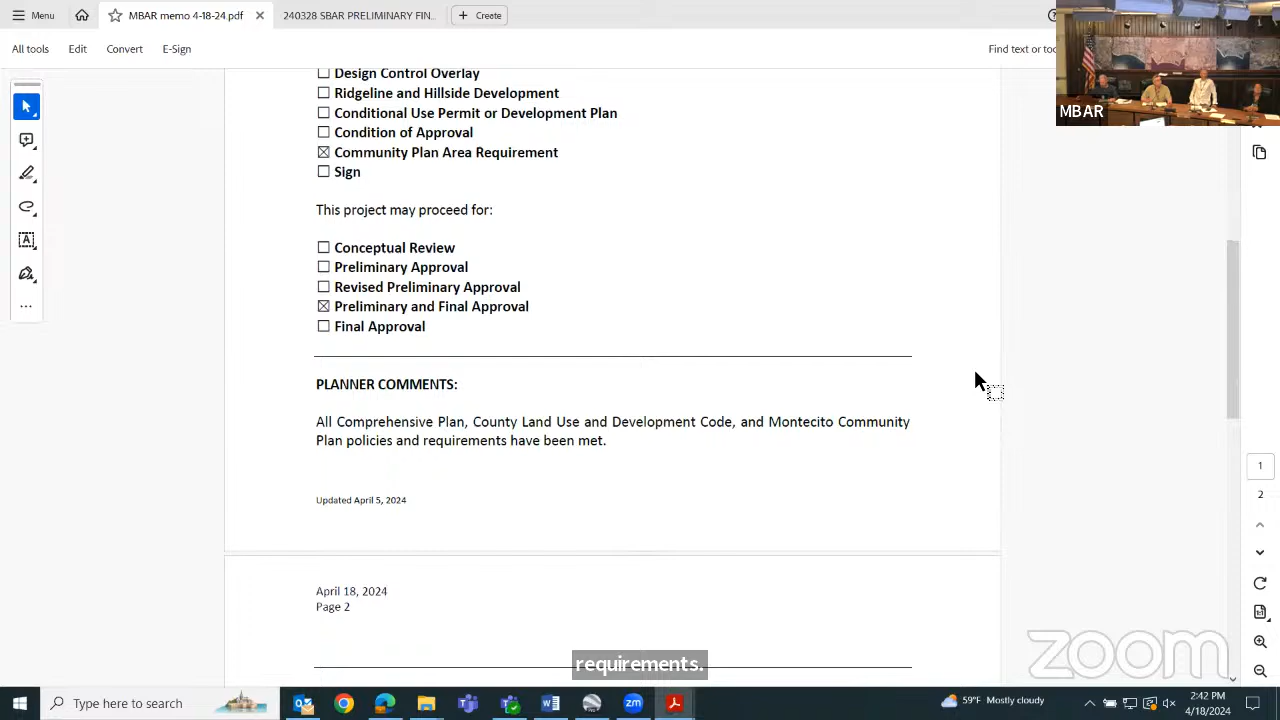 Menu
MBAR memo 4-18-24.pdf
240328 SBAR PRELIMINARY FIN...
Create
All tools
Edit
Convert
E-Sign
Find text or too
MBAR
Design Control Overlay
Ridgeline and Hillside Development
Conditional Use Permit or Development Plan
Condition of Approval
Community Plan Area Requirement
Sign
This project may proceed for:
Conceptual Review
Preliminary Approval
Revised Preliminary Approval
Preliminary and Final Approval
Final Approval
PLANNER COMMENTS:
All Comprehensive Plan, County Land Use and Development Code, and Montecito Community
Plan policies and requirements have been met.
Updated April 5, 2024
1
2
April 18, 2024
Page 2
requirements.
zoom
Type here to search
59°F Mostly cloudy
2:42 PM
4/18/2024